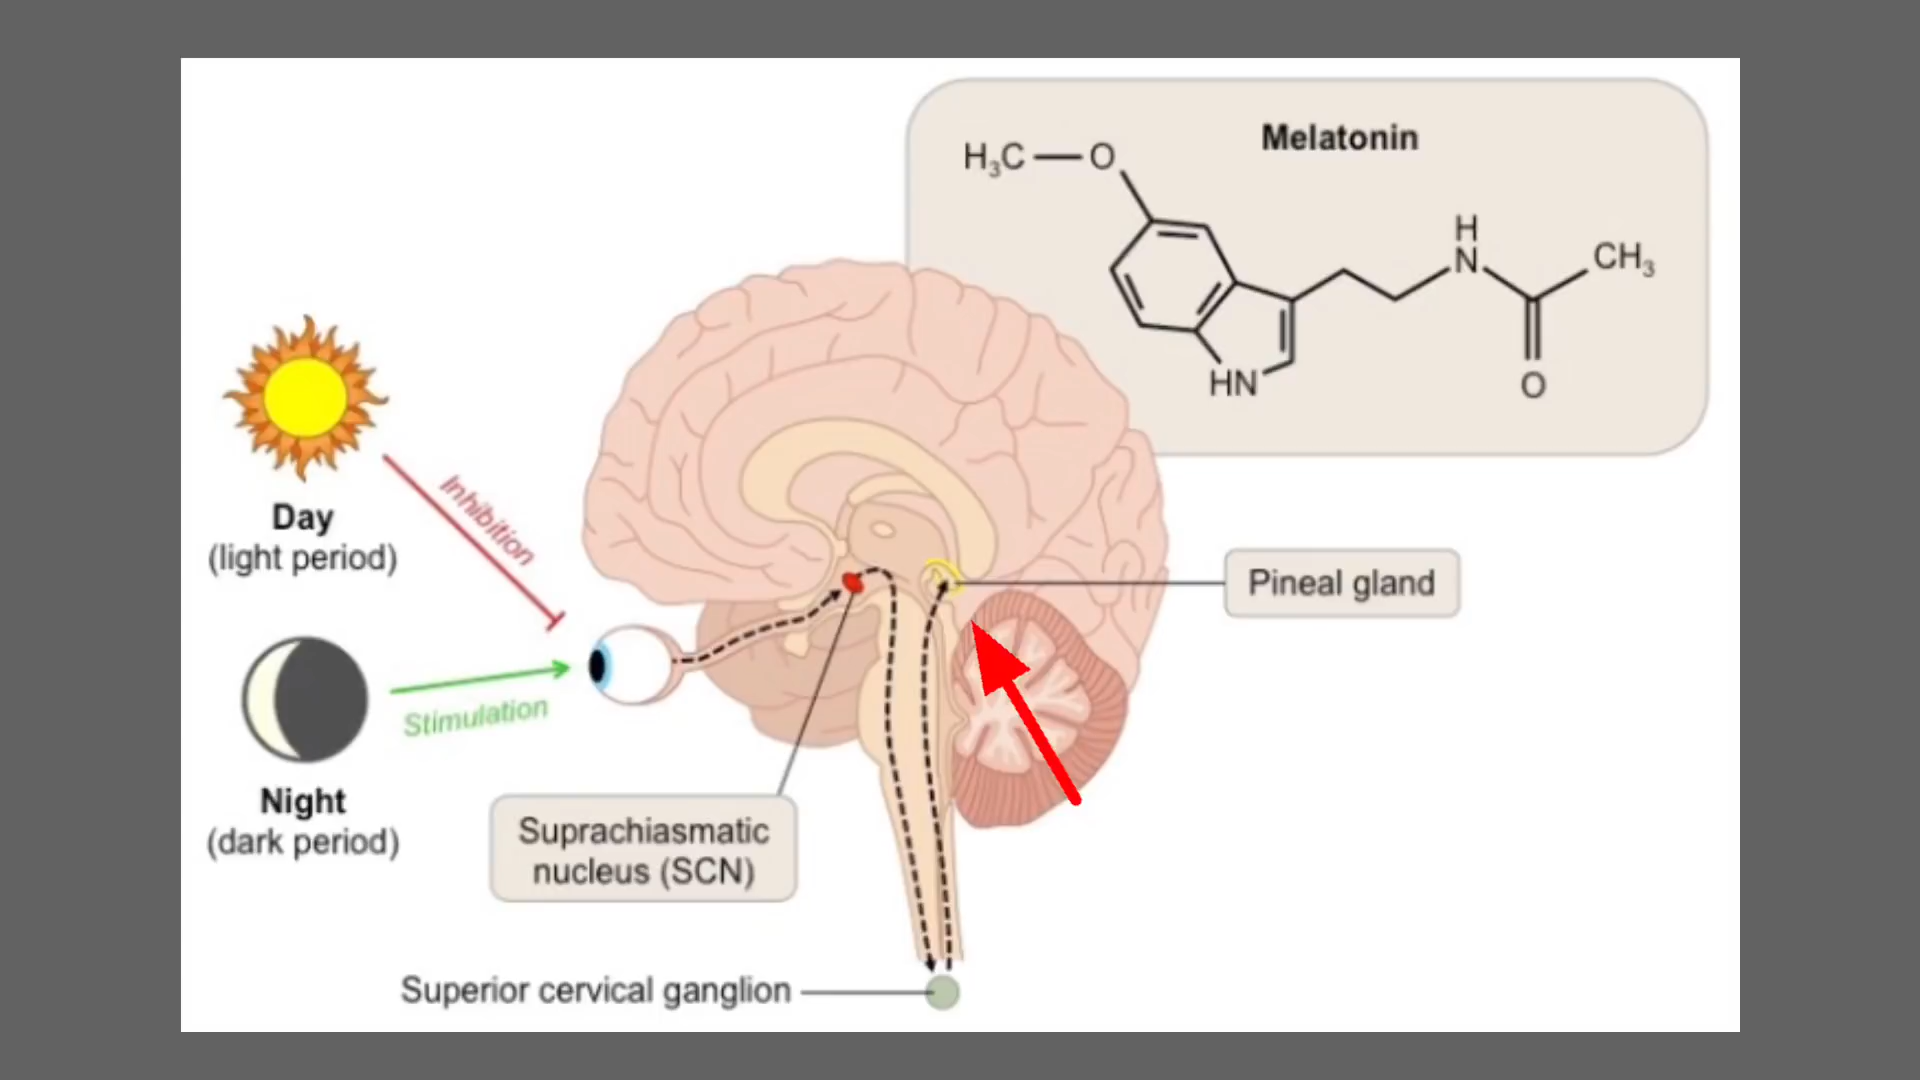 Melatonin
H₃C
O
H
N
CH₃
HN
O
Day
(light period)
Inhibition
Pineal gland
Stimulation
Night
(dark period)
Suprachiasmatic
nucleus (SCN)
Superior cervical ganglion